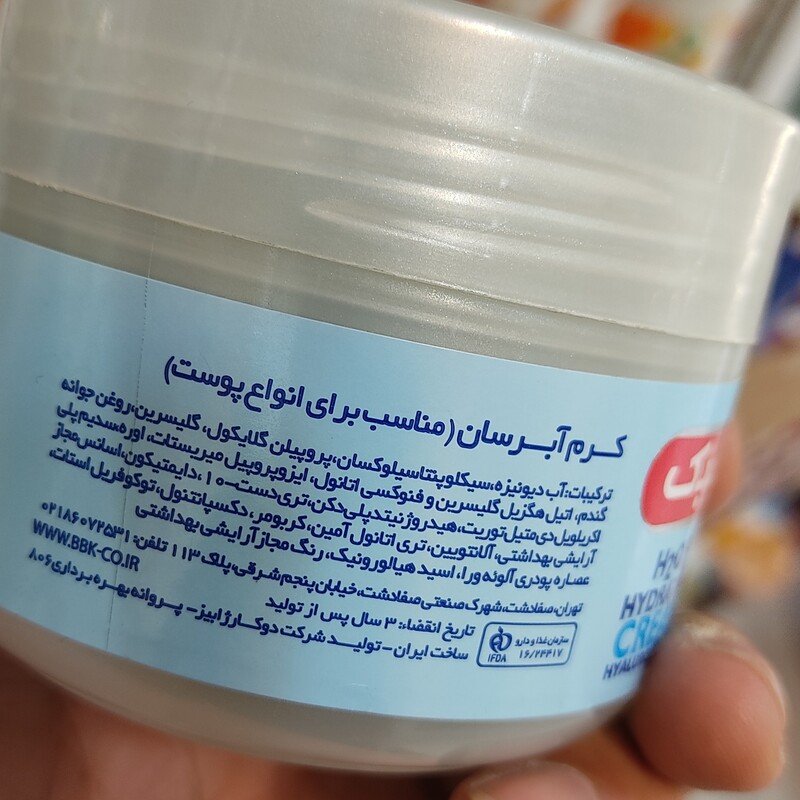 کرم آبرسان (مناسب برای انواع پوست)
ترکیبات: آب دیونیزه، سیکلوپنتاسیلوکسان، پروپیلن گلایکول، گلیسرین، روغن جوانه
گندم، اتیل هگزیل گلیسرین و فنوکسی اتانول، ایزوپروپیل میریستات، اوره، سدیم پلی
اکریلویل دی متیل توریت، هیدروژنیتد پلی دکن، تری دست-۱۰، دایمتیکون، اسانس مجاز
آرایشی بهداشتی، آلانتویین، تری اتانول آمین، کربومر، دکسپانتنول، توکوفریل استات،
عصاره پودری آلوئه ورا، اسید هیالورونیک، رنگ مجاز آرایشی بهداشتی
تهران، صفادشت، شهرک صنعتی صفادشت، خیابان پنجم شرقی، پلاک ۱۱۳ تلفن: ۰۲۱۸۶۰۷۲۵۳۱
WWW.BBK-CO.IR
تاریخ انقضاء: ۳ سال پس از تولید
ساخت ایران - تولید شرکت دوکارژ ابیز - پروانه بهره برداری ۸۰۶
سازمان غذا و دارو
۱۶/۲۴۴۱۷
IFDA
H2O
CRE